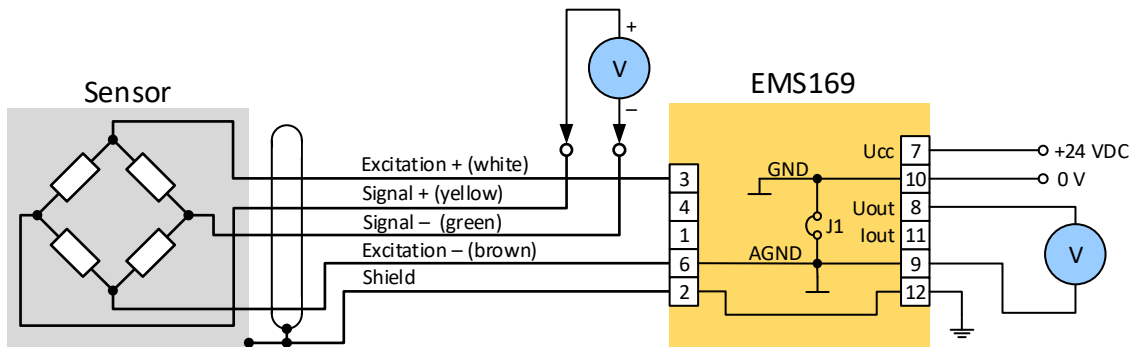 Sensor
+
V
–
EMS169
Excitation + (white)
Signal + (yellow)
Signal – (green)
Excitation – (brown)
Shield
3
4
1
6
2
GND
J1
AGND
Ucc
Uout
Iout
7
10
8
11
9
12
+24 VDC
0 V
V